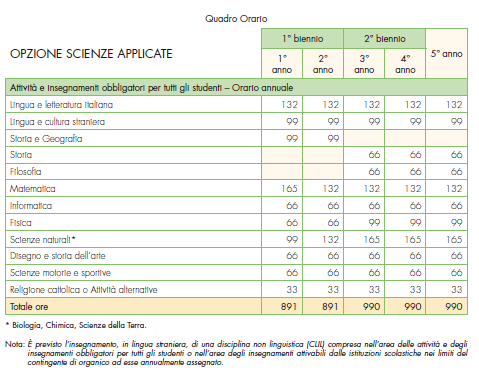 Quadro Orario
OPZIONE SCIENZE APPLICATE 1° biennio 2° biennio 5° anno
1° anno 2° anno 3° anno 4° anno
Attività e insegnamenti obbligatori per tutti gli studenti – Orario annuale
Lingua e letteratura italiana 132 132 132 132 132
Lingua e cultura straniera 99 99 99 99 99
Storia e Geografia 99 99
Storia 66 66 66
Filosofia 66 66 66
Matematica 165 132 132 132 132
Informatica 66 66 66 66 66
Fisica 66 66 99 99 99
Scienze naturali* 99 132 165 165 165
Disegno e storia dell'arte 66 66 66 66 66
Scienze motorie e sportive 66 66 66 66 66
Religione cattolica o Attività alternative 33 33 33 33 33
Totale ore 891 891 990 990 990
* Biologia, Chimica, Scienze della Terra.
Nota: È previsto l'insegnamento, in lingua straniera, di una disciplina non linguistica (CLIL) compresa nell'area delle attività e degli
insegnamenti obbligatori per tutti gli studenti o nell'area degli insegnamenti attivabili dalle istituzioni scolastiche nei limiti del
contingente di organico ad esse annualmente assegnato.